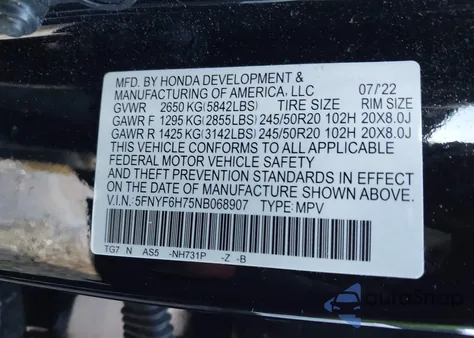 MFD. BY HONDA DEVELOPMENT &
MANUFACTURING OF AMERICA, LLC 07/22
GVWR 2650 KG(5842LBS) TIRE SIZE RIM SIZE
GAWR F 1295 KG(2855LBS) 245/50R20 102H 20X8.0J
GAWR R 1425 KG(3142LBS) 245/50R20 102H 20X8.0J
THIS VEHICLE CONFORMS TO ALL APPLICABLE
FEDERAL MOTOR VEHICLE SAFETY
AND THEFT PREVENTION STANDARDS IN EFFECT
ON THE DATE OF MANUFACTURE SHOWN ABOVE.
V.I.N.:5FNYF6H75NB068907 TYPE:MPV
TG7 N AS5 -NH731P -Z -B
AutoSnap